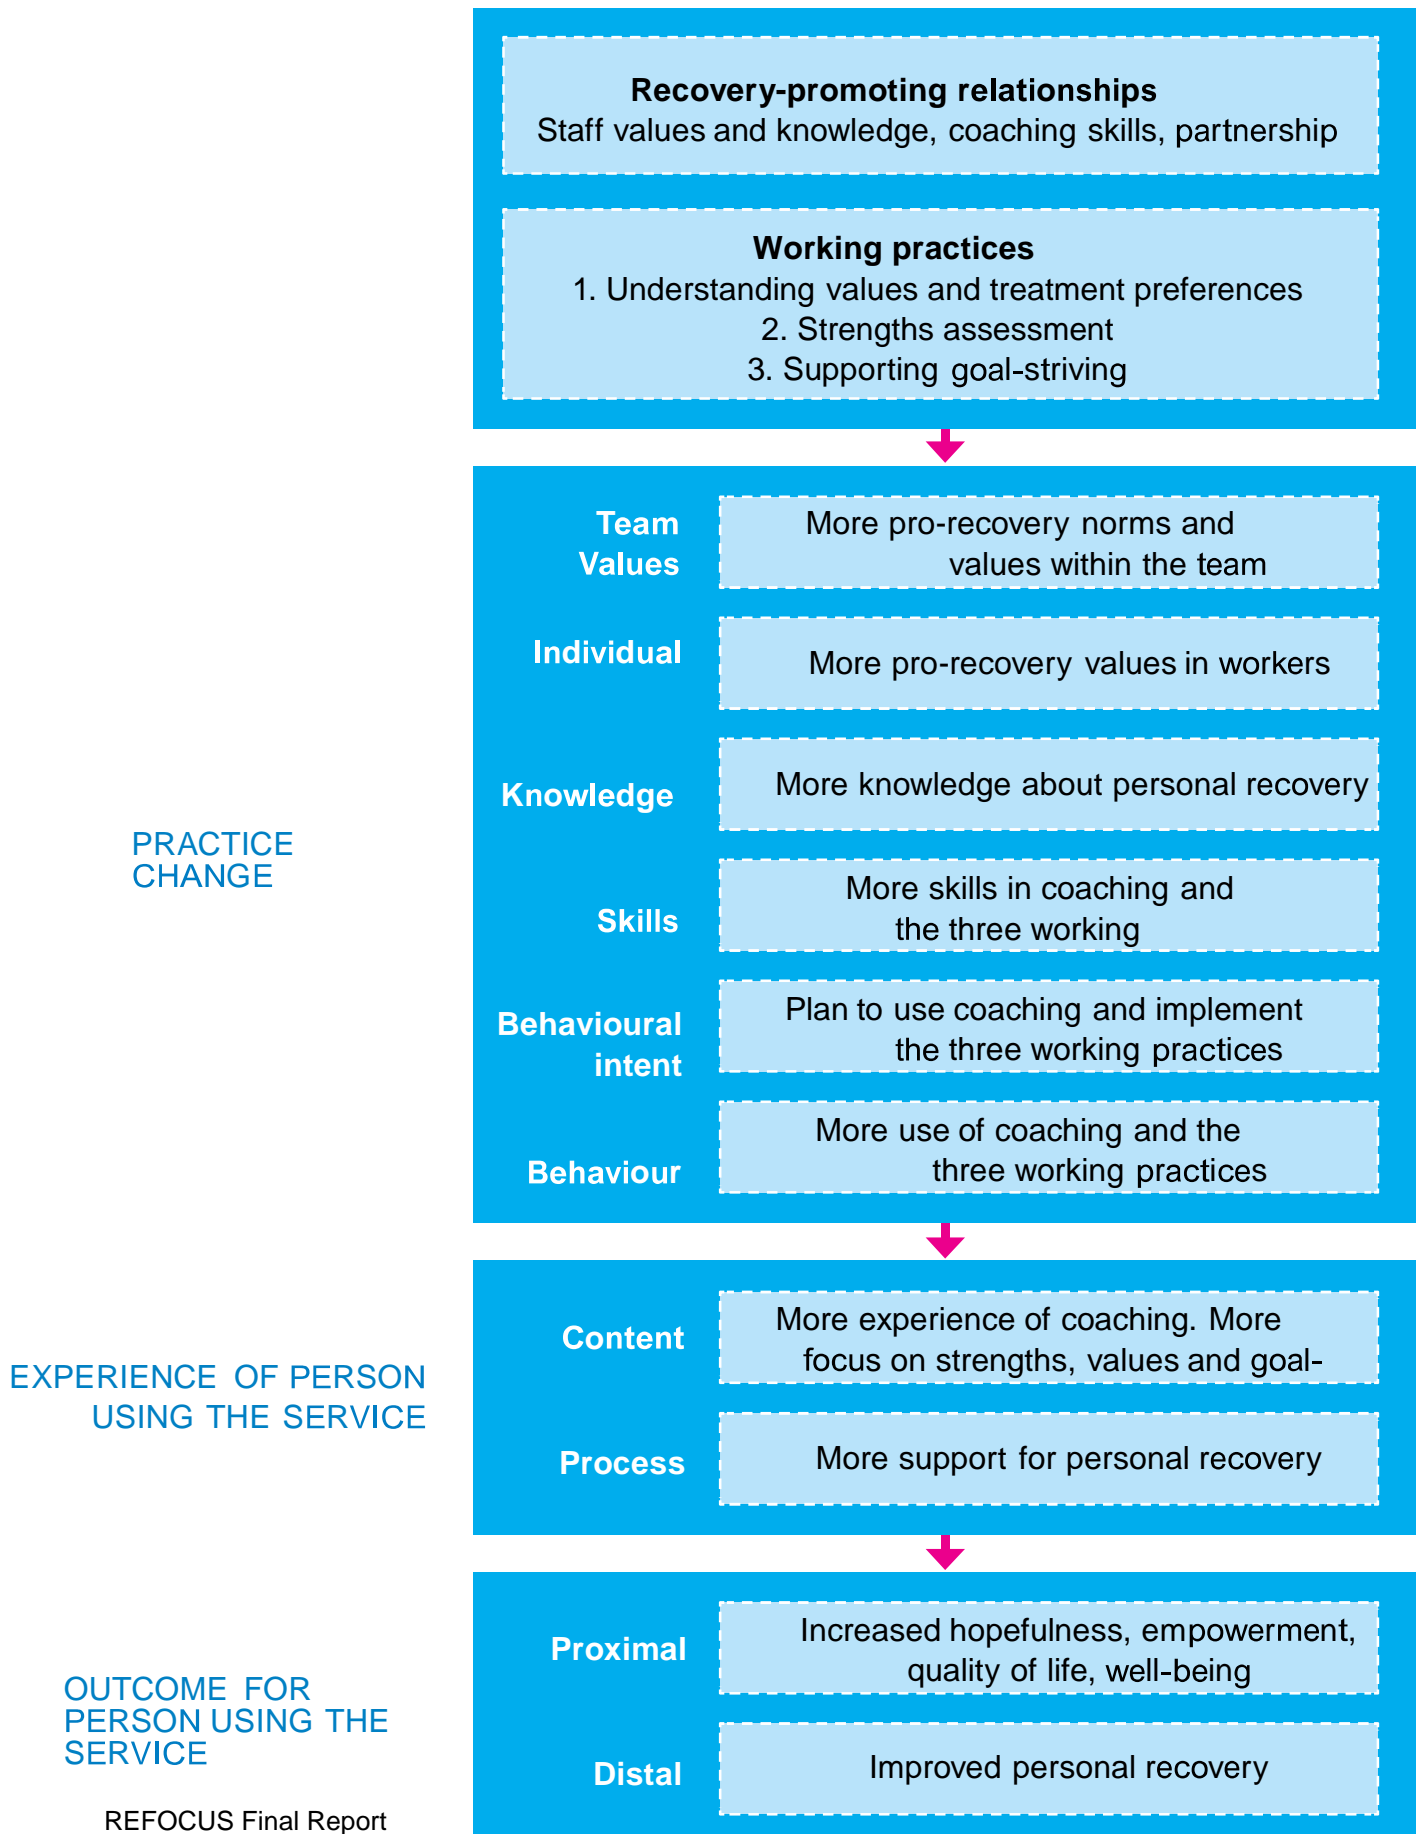 Recovery-promoting relationships
Staff values and knowledge, coaching skills, partnership
Working practices
1. Understanding values and treatment preferences
2. Strengths assessment
3. Supporting goal-striving
PRACTICE
CHANGE
Team
Values
More pro-recovery norms and
values within the team
Individual
More pro-recovery values in workers
Knowledge
More knowledge about personal recovery
Skills
More skills in coaching and
the three working
Behavioural
intent
Plan to use coaching and implement
the three working practices
Behaviour
More use of coaching and the
three working practices
EXPERIENCE OF PERSON
USING THE SERVICE
Content
More experience of coaching. More
focus on strengths, values and goal-
Process
More support for personal recovery
OUTCOME FOR
PERSON USING THE
SERVICE
Proximal
Increased hopefulness, empowerment,
quality of life, well-being
Distal
Improved personal recovery
REFOCUS Final Report